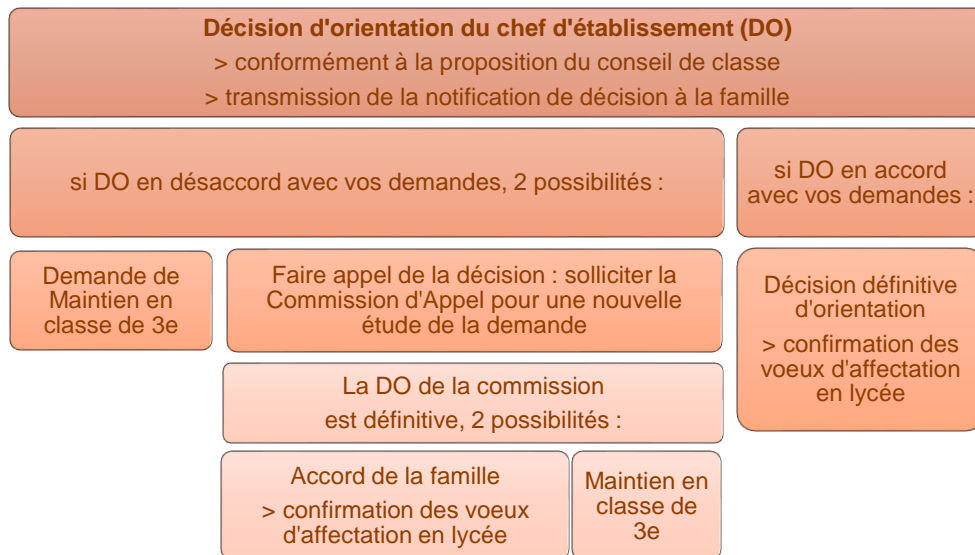 Décision d'orientation du chef d'établissement (DO)
> conformément à la proposition du conseil de classe
> transmission de la notification de décision à la famille
si DO en désaccord avec vos demandes, 2 possibilités :
si DO en accord
avec vos demandes :
Demande de
Maintien en
classe de 3e
Faire appel de la décision : solliciter la
Commission d'Appel pour une nouvelle
étude de la demande
Décision définitive
d'orientation
> confirmation des
voeux d'affectation
en lycée
La DO de la commission
est définitive, 2 possibilités :
Accord de la famille
> confirmation des voeux
d'affectation en lycée
Maintien en
classe de
3e